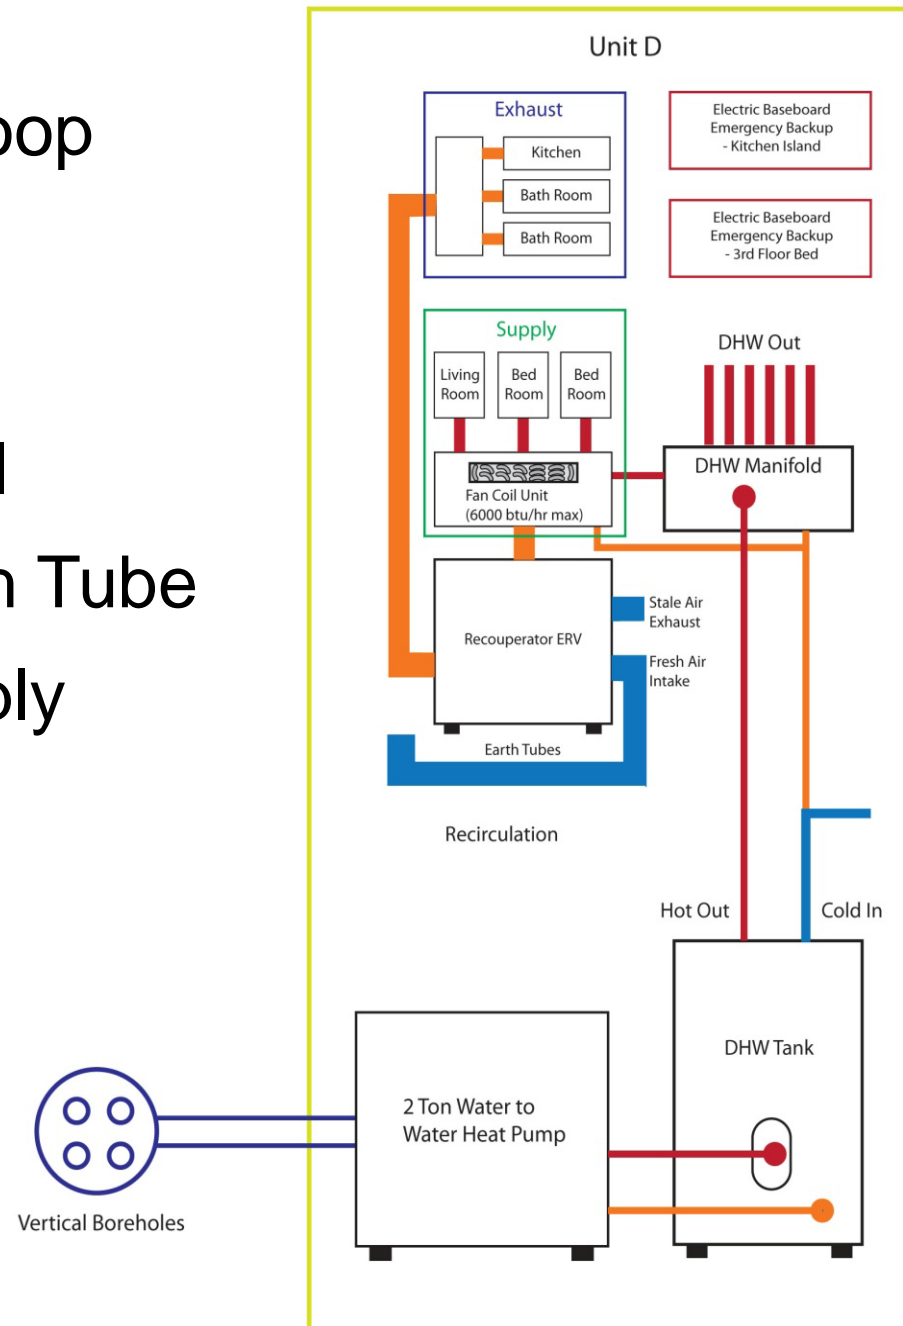 Unit D
Exhaust
Kitchen
Bath Room
Bath Room
Electric Baseboard
Emergency Backup
- Kitchen Island
Electric Baseboard
Emergency Backup
- 3rd Floor Bed
Supply
Living
Room
Bed
Room
Bed
Room
Fan Coil Unit
(6000 btu/hr max)
DHW Out
DHW Manifold
Recouperator ERV
Stale Air
Exhaust
Fresh Air
Intake
Earth Tubes
Tube
Recirculation
Hot Out
Cold In
DHW Tank
2 Ton Water to
Water Heat Pump
Vertical Boreholes